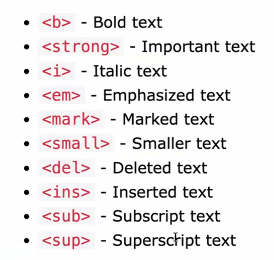 <b> - Bold text
<strong> - Important text
<i> - Italic text
<em> - Emphasized text
<mark> - Marked text
<small> - Smaller text
<del> - Deleted text
<ins> - Inserted text
<sub> - Subscript text
<sup> - Superscript text